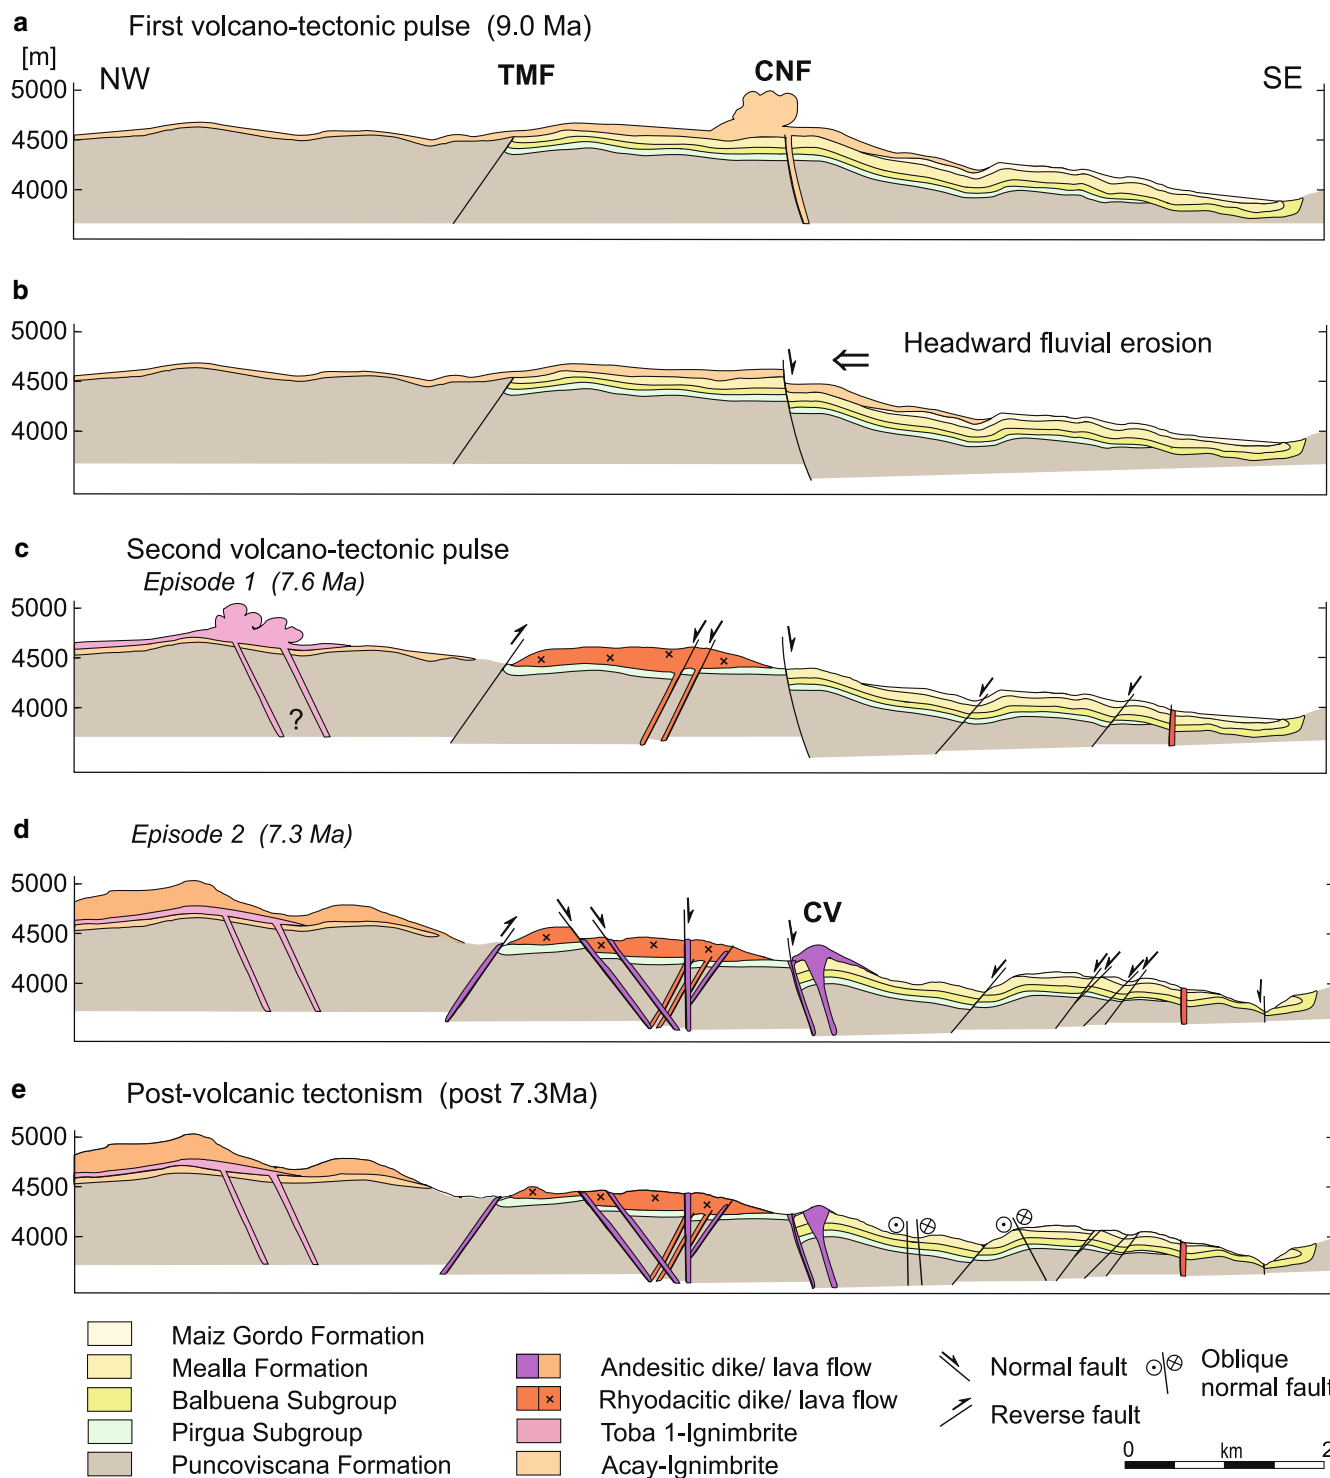 a First volcano-tectonic pulse (9.0 Ma)
[m]
NW TMF CNF SE
5000
4500
4000
b
5000 Headward fluvial erosion
4500
4000
c Second volcano-tectonic pulse
Episode 1 (7.6 Ma)
5000
4500
4000
?
d Episode 2 (7.3 Ma)
5000
CV
4500
4000
e Post-volcanic tectonism (post 7.3Ma)
5000
4500
4000
Maiz Gordo Formation
Mealla Formation
Balbuena Subgroup
Pirgua Subgroup
Puncoviscana Formation
Andesitic dike/ lava flow
Rhyodacitic dike/ lava flow
Toba 1-Ignimbrite
Acay-Ignimbrite
Normal fault
Reverse fault
Oblique
normal fault
0 km 2